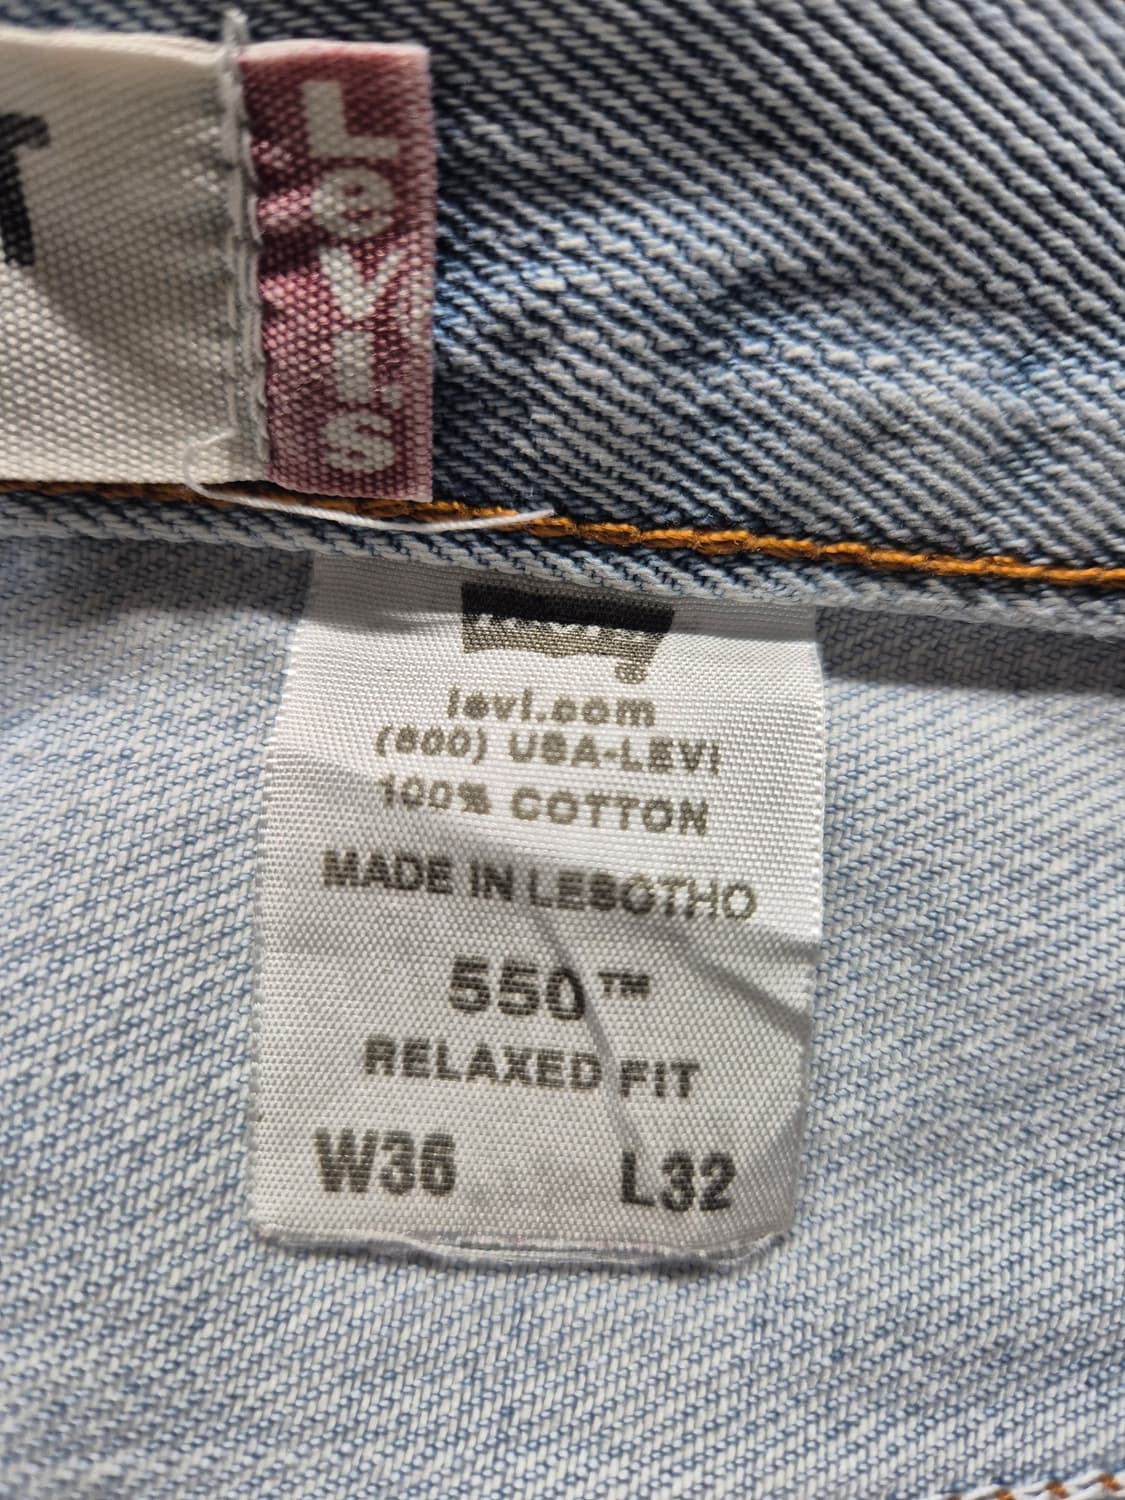 LEVI'S
levi.com
(800) USA-LEVI
100% COTTON
MADE IN LESOTHO
550™
RELAXED FIT
W36 L32